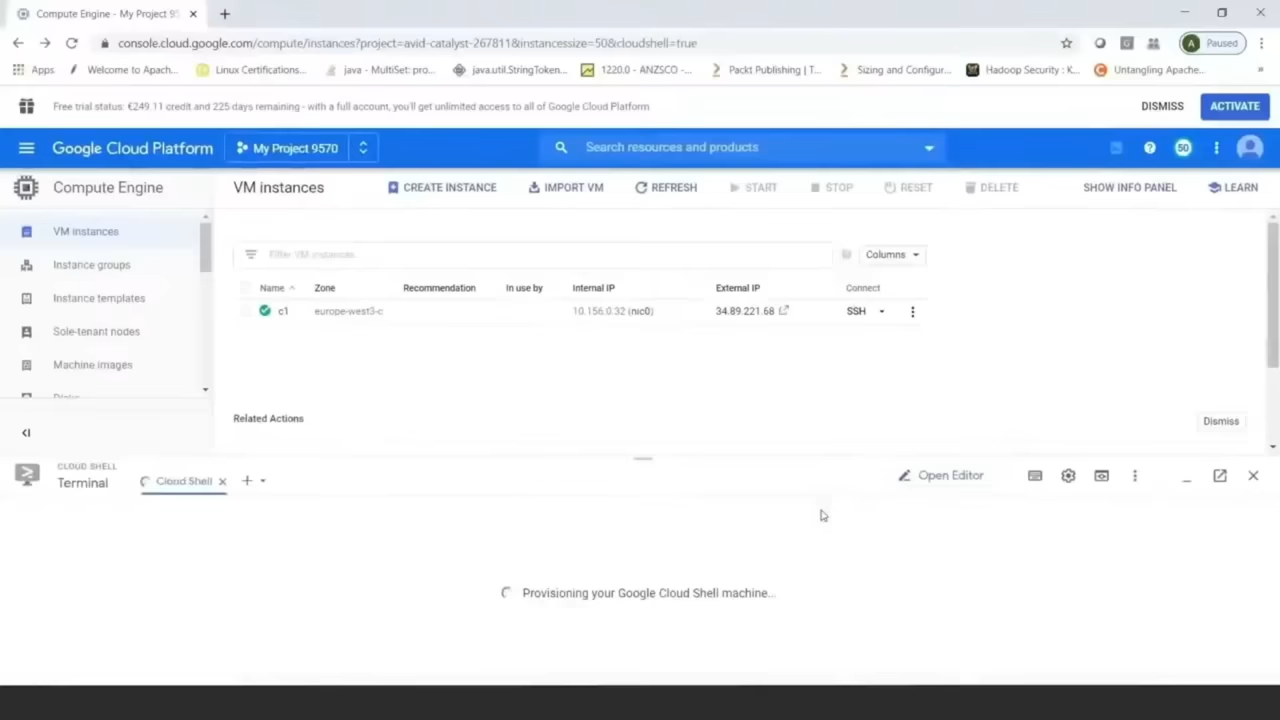 Compute Engine - My Project 95
console.cloud.google.com/compute/instances?project=avid-catalyst-267811&instancessize=50&cloudshell=true
A Paused
Apps Welcome to Apach... Linux Certifications... java - MultiSet: pro... java.util.StringToken... 1220.0 - ANZSCO -... Packt Publishing | T... Sizing and Configur... Hadoop Security : K... Untangling Apache... »
Free trial status: €249.11 credit and 225 days remaining - with a full account, you'll get unlimited access to all of Google Cloud Platform DISMISS ACTIVATE
Google Cloud Platform My Project 9570 Search resources and products 50
Compute Engine VM instances CREATE INSTANCE IMPORT VM REFRESH START STOP RESET DELETE SHOW INFO PANEL LEARN
VM instances
Filter VM instances Columns
Instance groups
Name Zone Recommendation In use by Internal IP External IP Connect
Instance templates
c1 europe-west3-c 10.156.0.32 (nic0) 34.89.221.68 SSH
Sole-tenant nodes
Machine images
Disks
Related Actions Dismiss
CLOUD SHELL
Terminal Cloud Shell Open Editor
Provisioning your Google Cloud Shell machine...